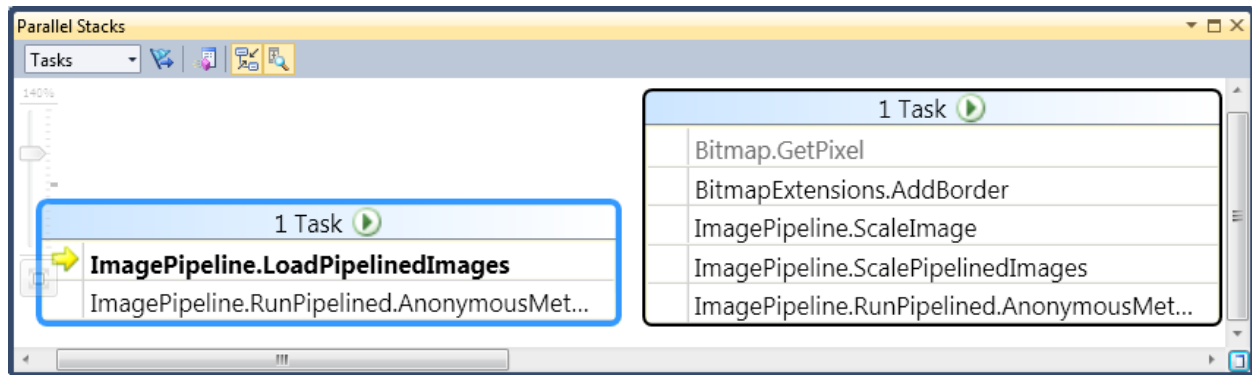 Parallel Stacks
Tasks
140%
1 Task
Bitmap.GetPixel
BitmapExtensions.AddBorder
ImagePipeline.ScaleImage
ImagePipeline.ScalePipelinedImages
ImagePipeline.RunPipelined.AnonymousMet...
1 Task
ImagePipeline.LoadPipelinedImages
ImagePipeline.RunPipelined.AnonymousMet...